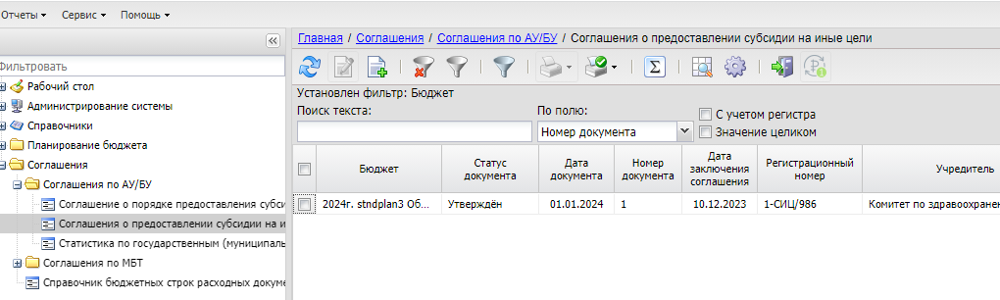 Отчеты Сервис Помощь
Фильтровать
Рабочий стол
Администрирование системы
Справочники
Планирование бюджета
Соглашения
Соглашения по АУ/БУ
Соглашение о порядке предоставления субси
Соглашения о предоставлении субсидии на и
Статистика по государственным (муниципаль
Соглашения по МБТ
Справочник бюджетных строк расходных докуме
Главная / Соглашения / Соглашения по АУ/БУ / Соглашения о предоставлении субсидии на иные цели
Установлен фильтр: Бюджет
Поиск текста: По полю:
Номер документа
С учетом регистра
Значение целиком
Бюджет
Статус
документа
Дата
документа
Номер
документа
Дата
заключения
соглашения
Регистрационный
номер
Учредитель
2024г. stndplan3 Об... Утверждён 01.01.2024 1 10.12.2023 1-СИЦ/986 Комитет по здравоохранен